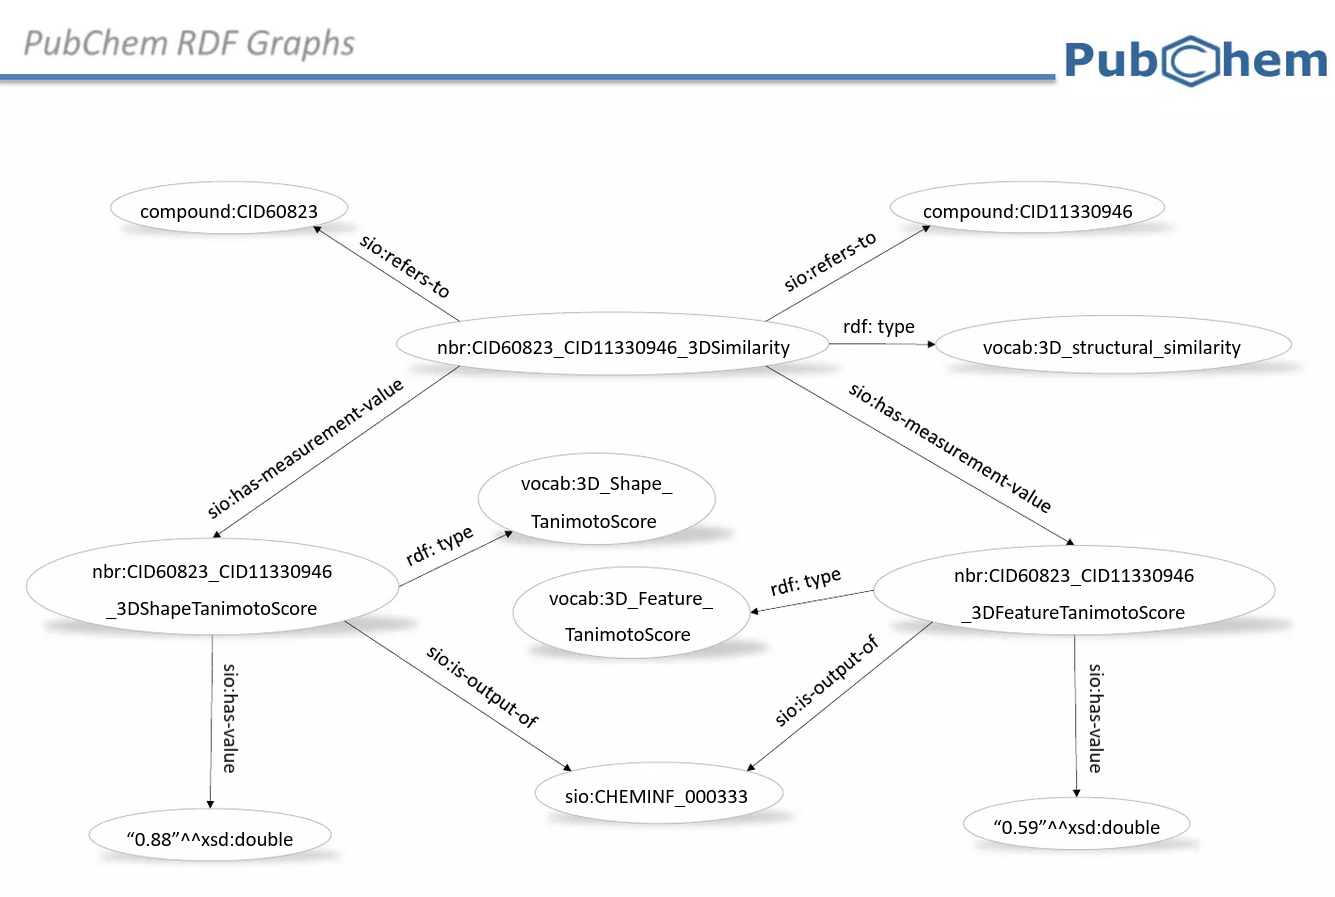 PubChem RDF Graphs
PubChem
compound:CID60823
compound:CID11330946
sio:refers-to
sio:refers-to
rdf: type
nbr:CID60823_CID11330946_3DSimilarity
vocab:3D_structural_similarity
sio:has-measurement-value
sio:has-measurement-value
vocab:3D_Shape_
TanimotoScore
rdf: type
nbr:CID60823_CID11330946
_3DShapeTanimotoScore
vocab:3D_Feature_
TanimotoScore
rdf: type
nbr:CID60823_CID11330946
_3DFeatureTanimotoScore
sio:has-value
sio:is-output-of
sio:is-output-of
sio:has-value
sio:CHEMINF_000333
“0.88”^^xsd:double
“0.59”^^xsd:double